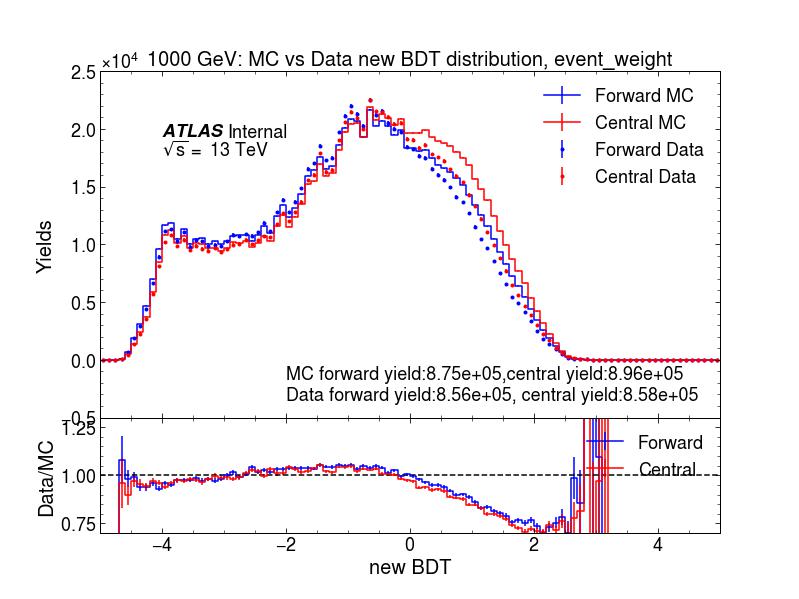 ×10⁴ 1000 GeV: MC vs Data new BDT distribution, event_weight
2.5
2.0
1.5
1.0
0.5
0.0
0.5
Yields
ATLAS Internal
√s = 13 TeV
Forward MC
Central MC
Forward Data
Central Data
MC forward yield:8.75e+05,central yield:8.96e+05
Data forward yield:8.56e+05, central yield:8.58e+05
1.25
1.00
0.75
Data/MC
Forward
Central
−4 −2 0 2 4
new BDT